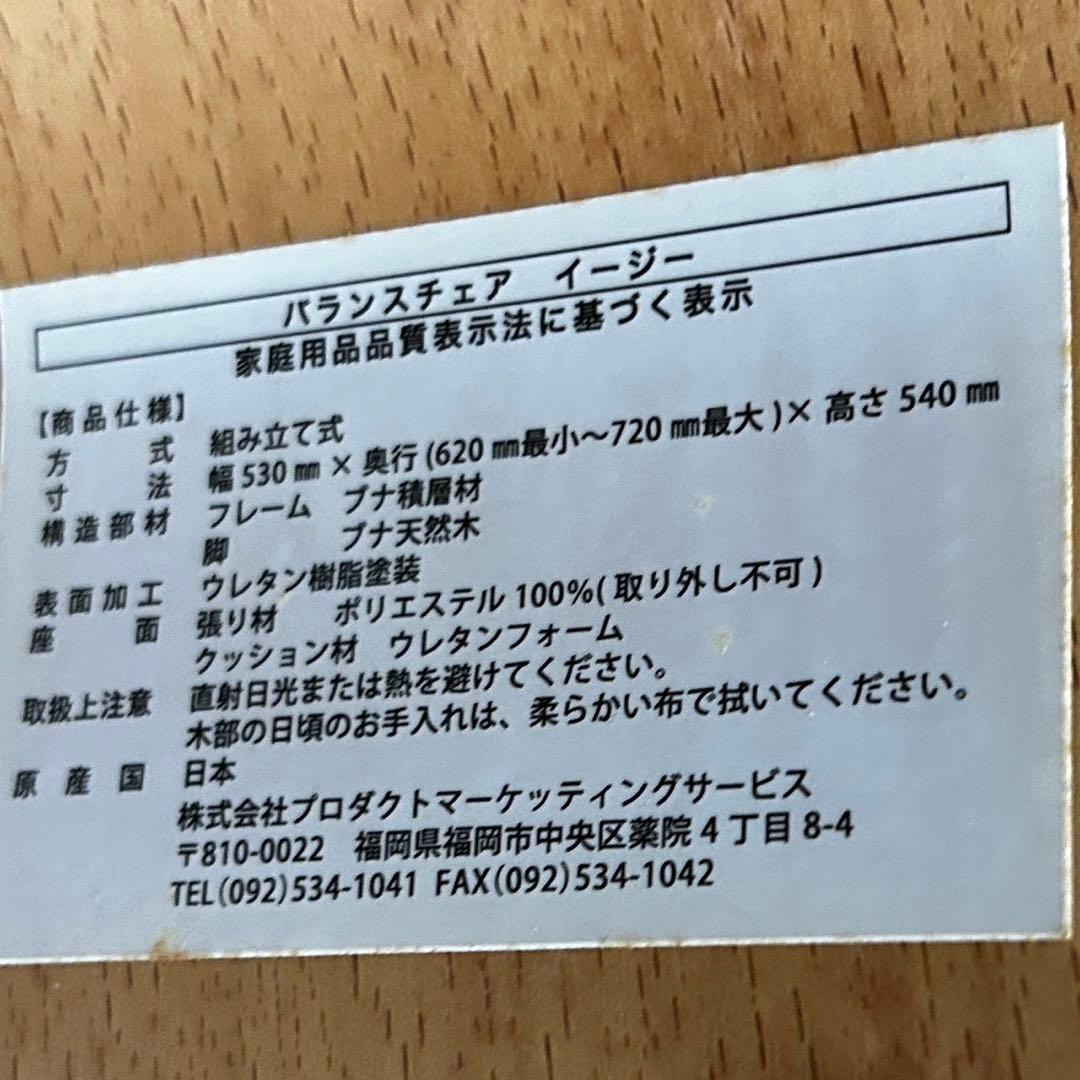 バランスチェア　イージー
家庭用品品質表示法に基づく表示
【商品仕様】
方式　組み立て式
寸法　幅 530 ㎜ × 奥行 (620 ㎜最小～720 ㎜最大 )× 高さ 540 ㎜
構造部材　フレーム　ブナ積層材
脚　ブナ天然木
表面加工　ウレタン樹脂塗装
座面　張り材　ポリエステル 100%( 取り外し不可 )
クッション材　ウレタンフォーム
取扱上注意　直射日光または熱を避けてください。
木部の日頃のお手入れは、柔らかい布で拭いてください。
原産国　日本
株式会社プロダクトマーケッティングサービス
〒810-0022　福岡県福岡市中央区薬院 4 丁目 8-4
TEL(092)534-1041 FAX(092)534-1042